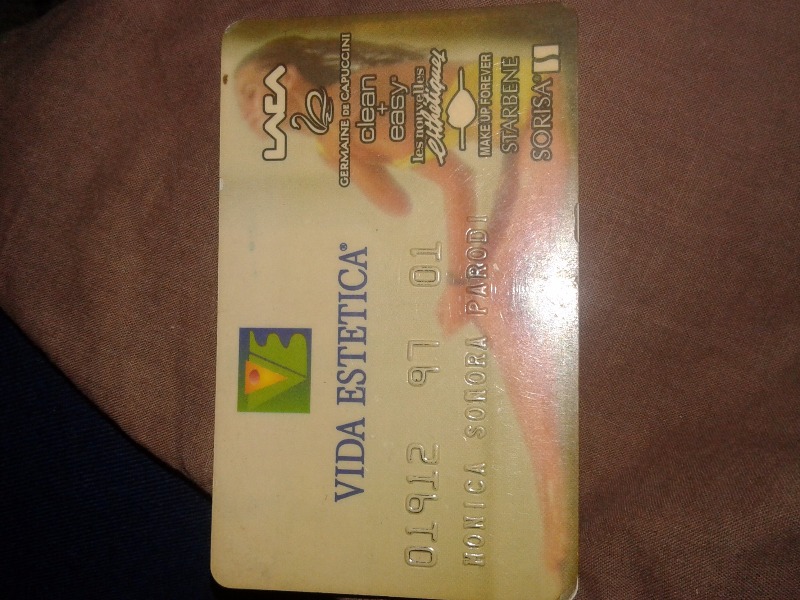 LACA
GERMAINE DE CAPUCCINI
clean
+
easy
les nouvelles
esthétiques
MAKE UP FOREVER
STARBENE
SORISA
VIDA ESTETICA®
01912 97 01
MONICA SONORA PARODI